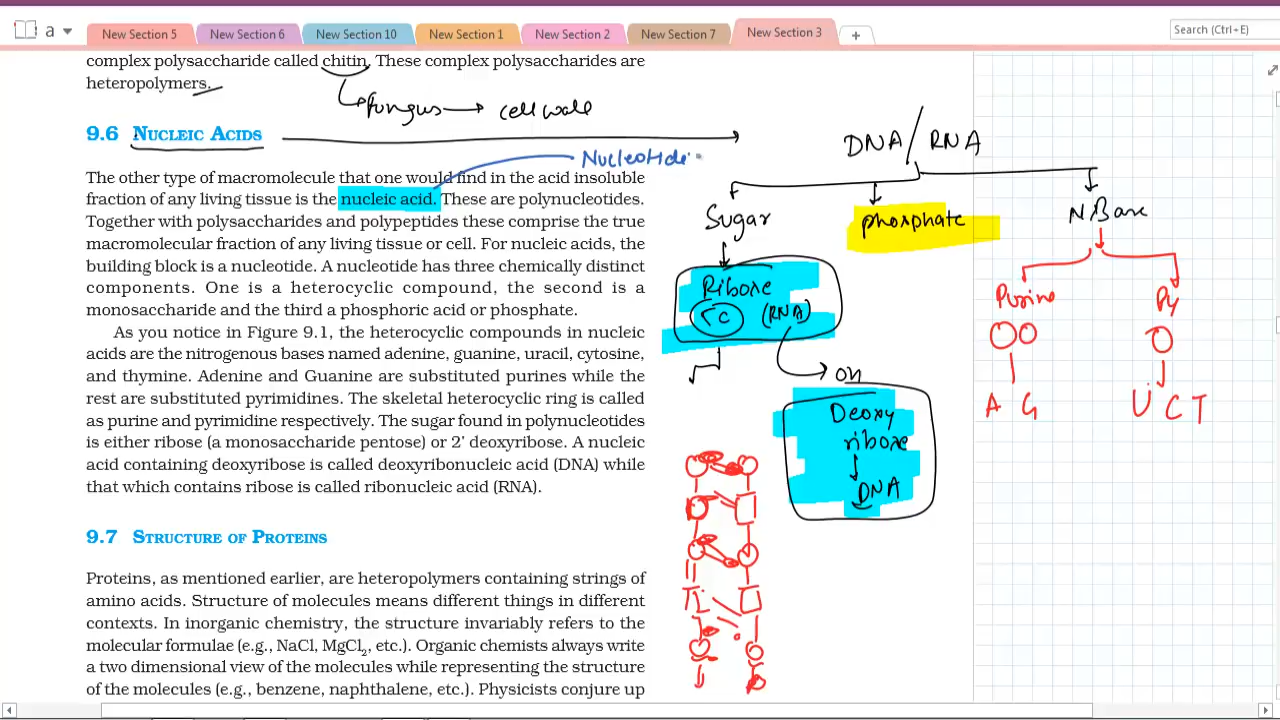 a
New Section 5
New Section 6
New Section 10
New Section 1
New Section 2
New Section 7
New Section 3
+
Search (Ctrl+E)
complex polysaccharide called chitin. These complex polysaccharides are
heteropolymers.
fungus → cell wall
9.6 NUCLEIC ACIDS
DNA / RNA
Nucleotide
The other type of macromolecule that one would find in the acid insoluble
fraction of any living tissue is the nucleic acid. These are polynucleotides.
Together with polysaccharides and polypeptides these comprise the true
macromolecular fraction of any living tissue or cell. For nucleic acids, the
building block is a nucleotide. A nucleotide has three chemically distinct
components. One is a heterocyclic compound, the second is a
monosaccharide and the third a phosphoric acid or phosphate.
As you notice in Figure 9.1, the heterocyclic compounds in nucleic
acids are the nitrogenous bases named adenine, guanine, uracil, cytosine,
and thymine. Adenine and Guanine are substituted purines while the
rest are substituted pyrimidines. The skeletal heterocyclic ring is called
as purine and pyrimidine respectively. The sugar found in polynucleotides
is either ribose (a monosaccharide pentose) or 2' deoxyribose. A nucleic
acid containing deoxyribose is called deoxyribonucleic acid (DNA) while
that which contains ribose is called ribonucleic acid (RNA).
Sugar
phosphate
N Base
Ribose
5C (RNA)
Deoxy
ribose
DNA
Purine
Py
A G
U C T
9.7 STRUCTURE OF PROTEINS
Proteins, as mentioned earlier, are heteropolymers containing strings of
amino acids. Structure of molecules means different things in different
contexts. In inorganic chemistry, the structure invariably refers to the
molecular formulae (e.g., NaCl, MgCl₂, etc.). Organic chemists always write
a two dimensional view of the molecules while representing the structure
of the molecules (e.g., benzene, naphthalene, etc.). Physicists conjure up